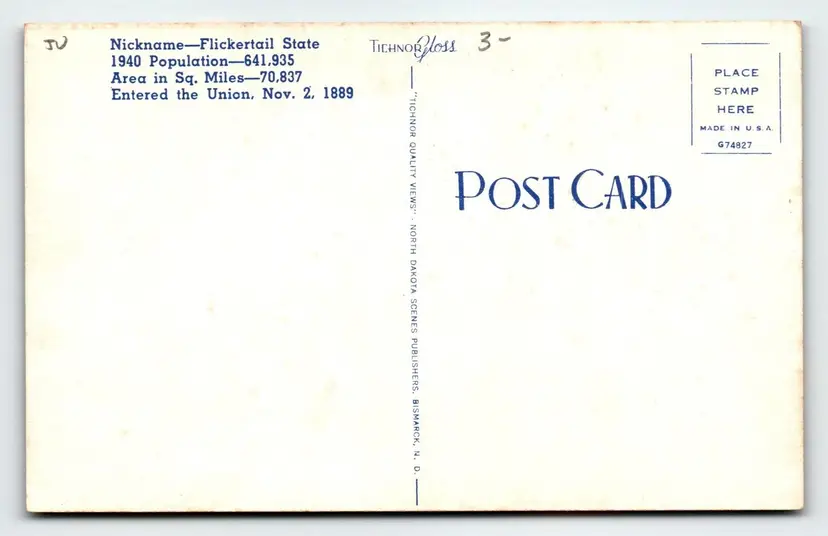 JV
Nickname—Flickertail State
1940 Population—641,935
Area in Sq. Miles—70,837
Entered the Union, Nov. 2, 1889
TICHNOR Gloss
3-
"TICHNOR QUALITY VIEWS" - NORTH DAKOTA SCENES PUBLISHERS, BISMARCK, N. D.
POST CARD
PLACE
STAMP
HERE
MADE IN U.S.A.
G74827